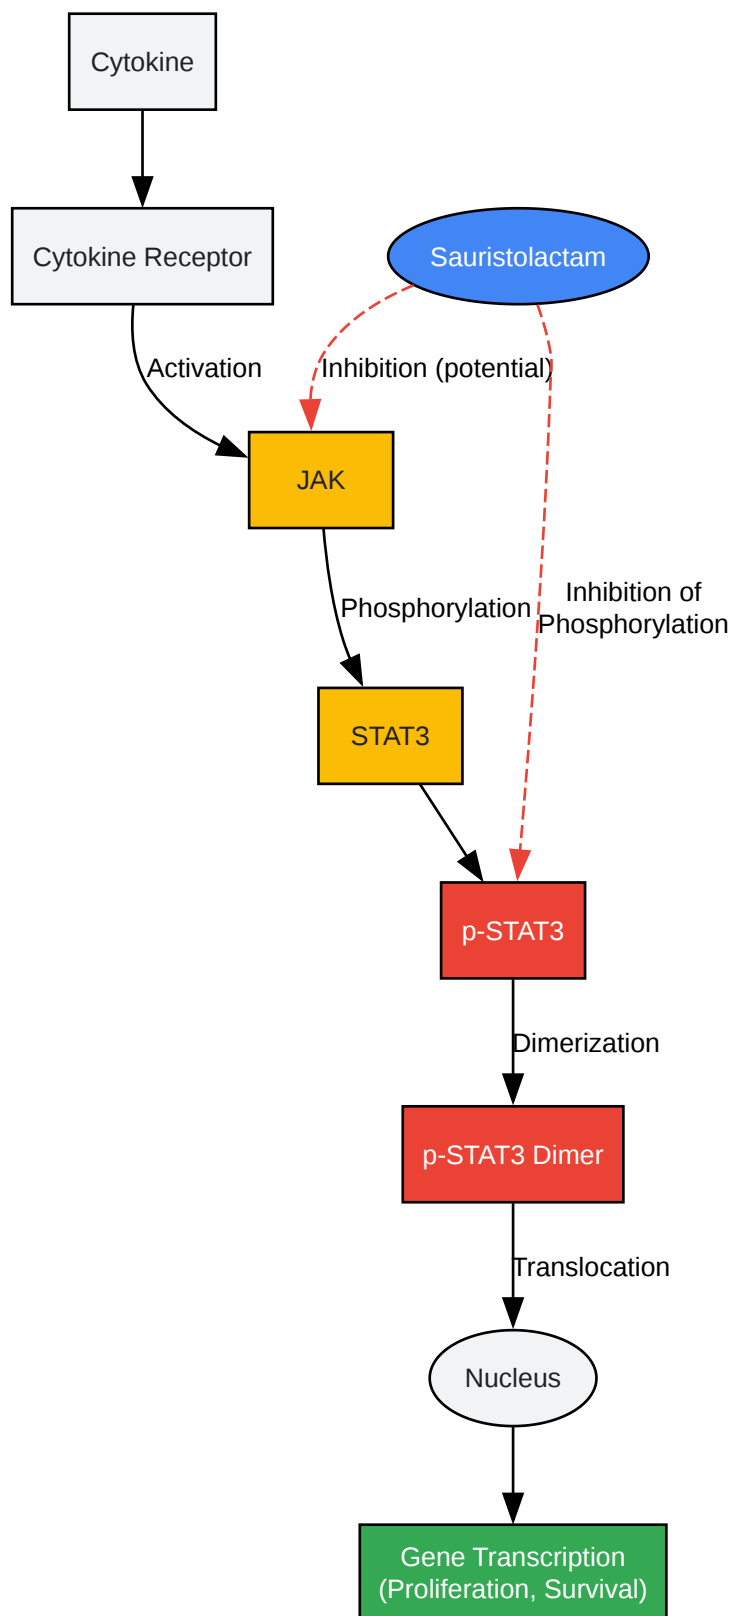 Cytokine
Cytokine Receptor
Sauristolactam
Activation
Inhibition (potential)
JAK
Phosphorylation
Inhibition of
Phosphorylation
STAT3
p-STAT3
Dimerization
p-STAT3 Dimer
Translocation
Nucleus
Gene Transcription
(Proliferation, Survival)